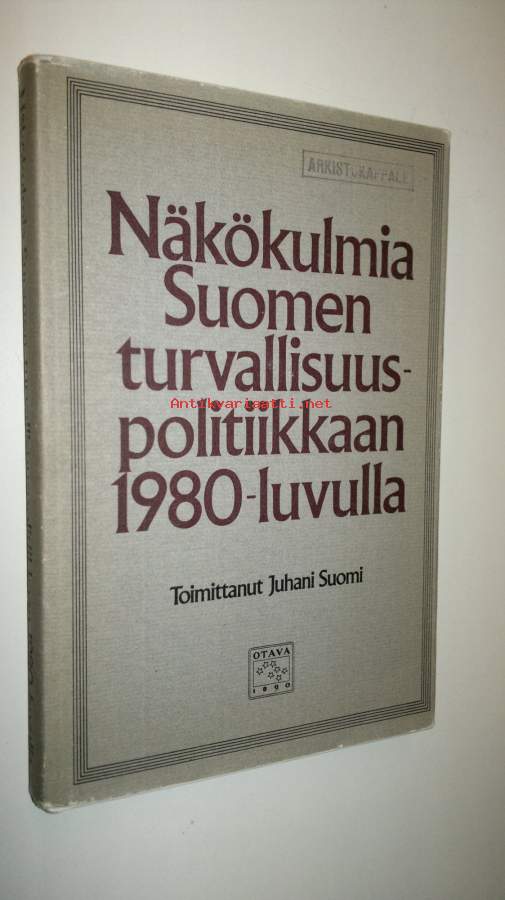 ARKISTOKAPPALE
Näkökulmia
Suomen
turvallisuus-
Antikvariaatti.net
politiikkaan
1980-luvulla
Toimittanut Juhani Suomi
OTAVA
1890